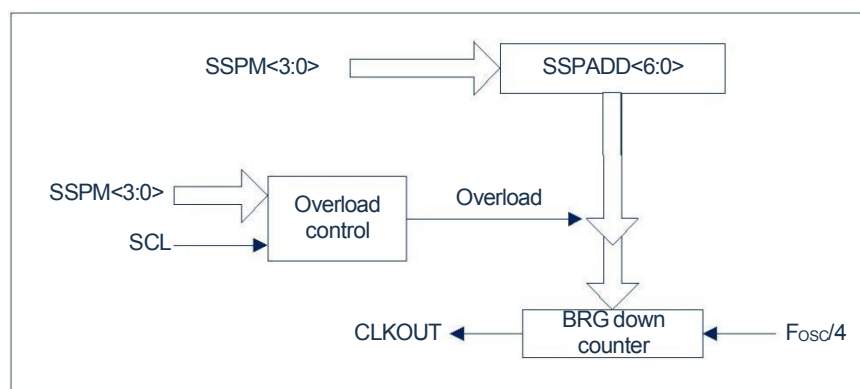 SSPM<3:0>
SSPADD<6:0>
SSPM<3:0>
Overload
control
Overload
SCL
CLKOUT
BRG down
counter
FOSC/4